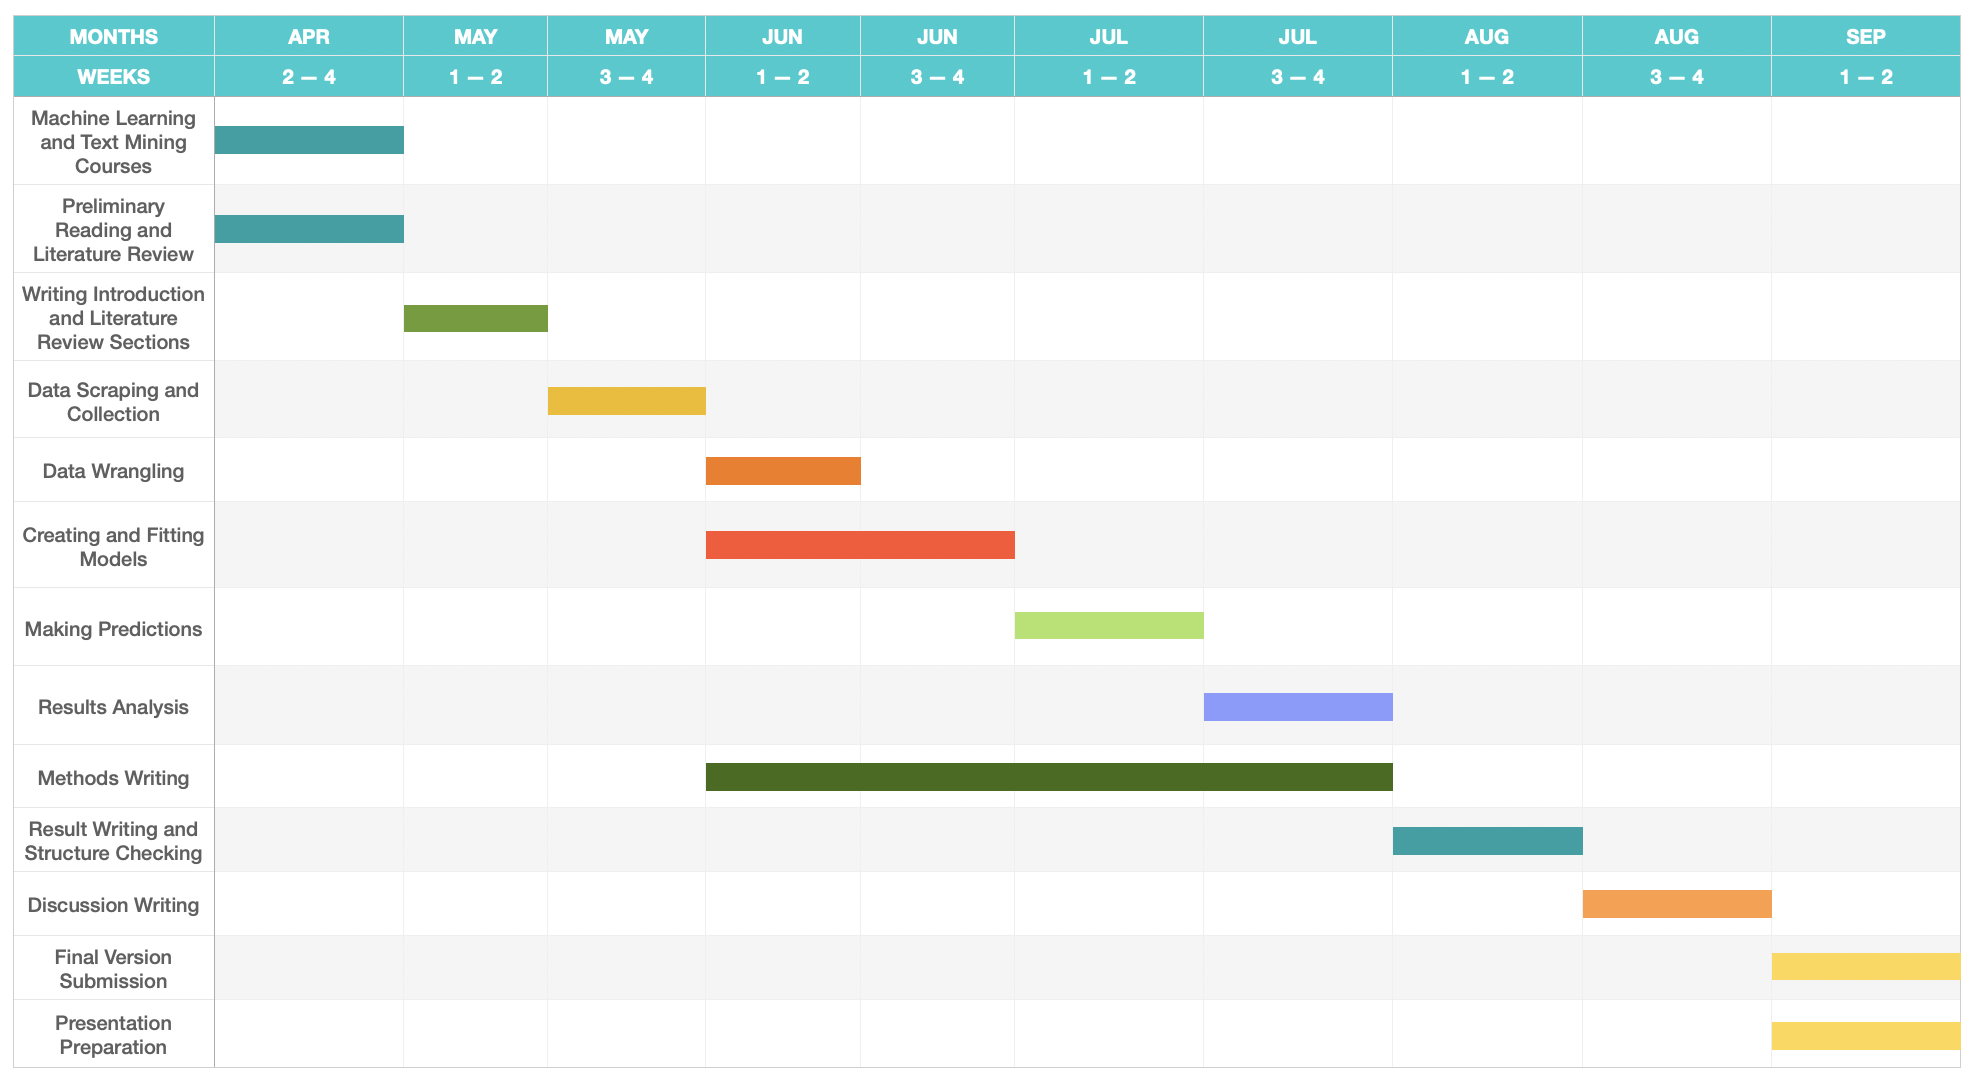 MONTHS APR MAY MAY JUN JUN JUL JUL AUG AUG SEP
WEEKS 2 — 4 1 — 2 3 — 4 1 — 2 3 — 4 1 — 2 3 — 4 1 — 2 3 — 4 1 — 2
Machine Learning
and Text Mining
Courses
Preliminary
Reading and
Literature Review
Writing Introduction
and Literature
Review Sections
Data Scraping and
Collection
Data Wrangling
Creating and Fitting
Models
Making Predictions
Results Analysis
Methods Writing
Result Writing and
Structure Checking
Discussion Writing
Final Version
Submission
Presentation
Preparation